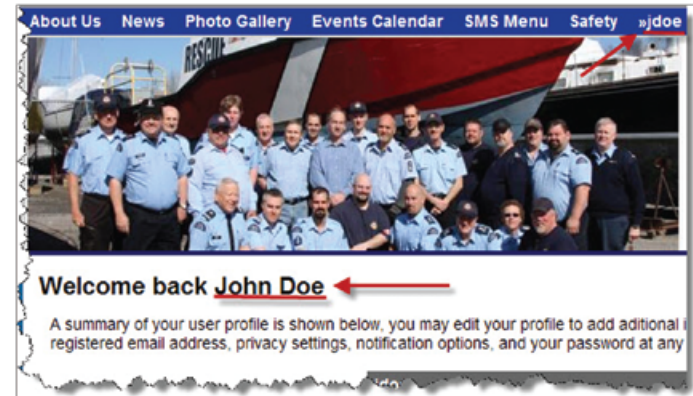 About Us News Photo Gallery Events Calendar SMS Menu Safety »jdoe
RESCUE
Welcome back John Doe
A summary of your user profile is shown below, you may edit your profile to add aditional i
registered email address, privacy settings, notification options, and your password at any